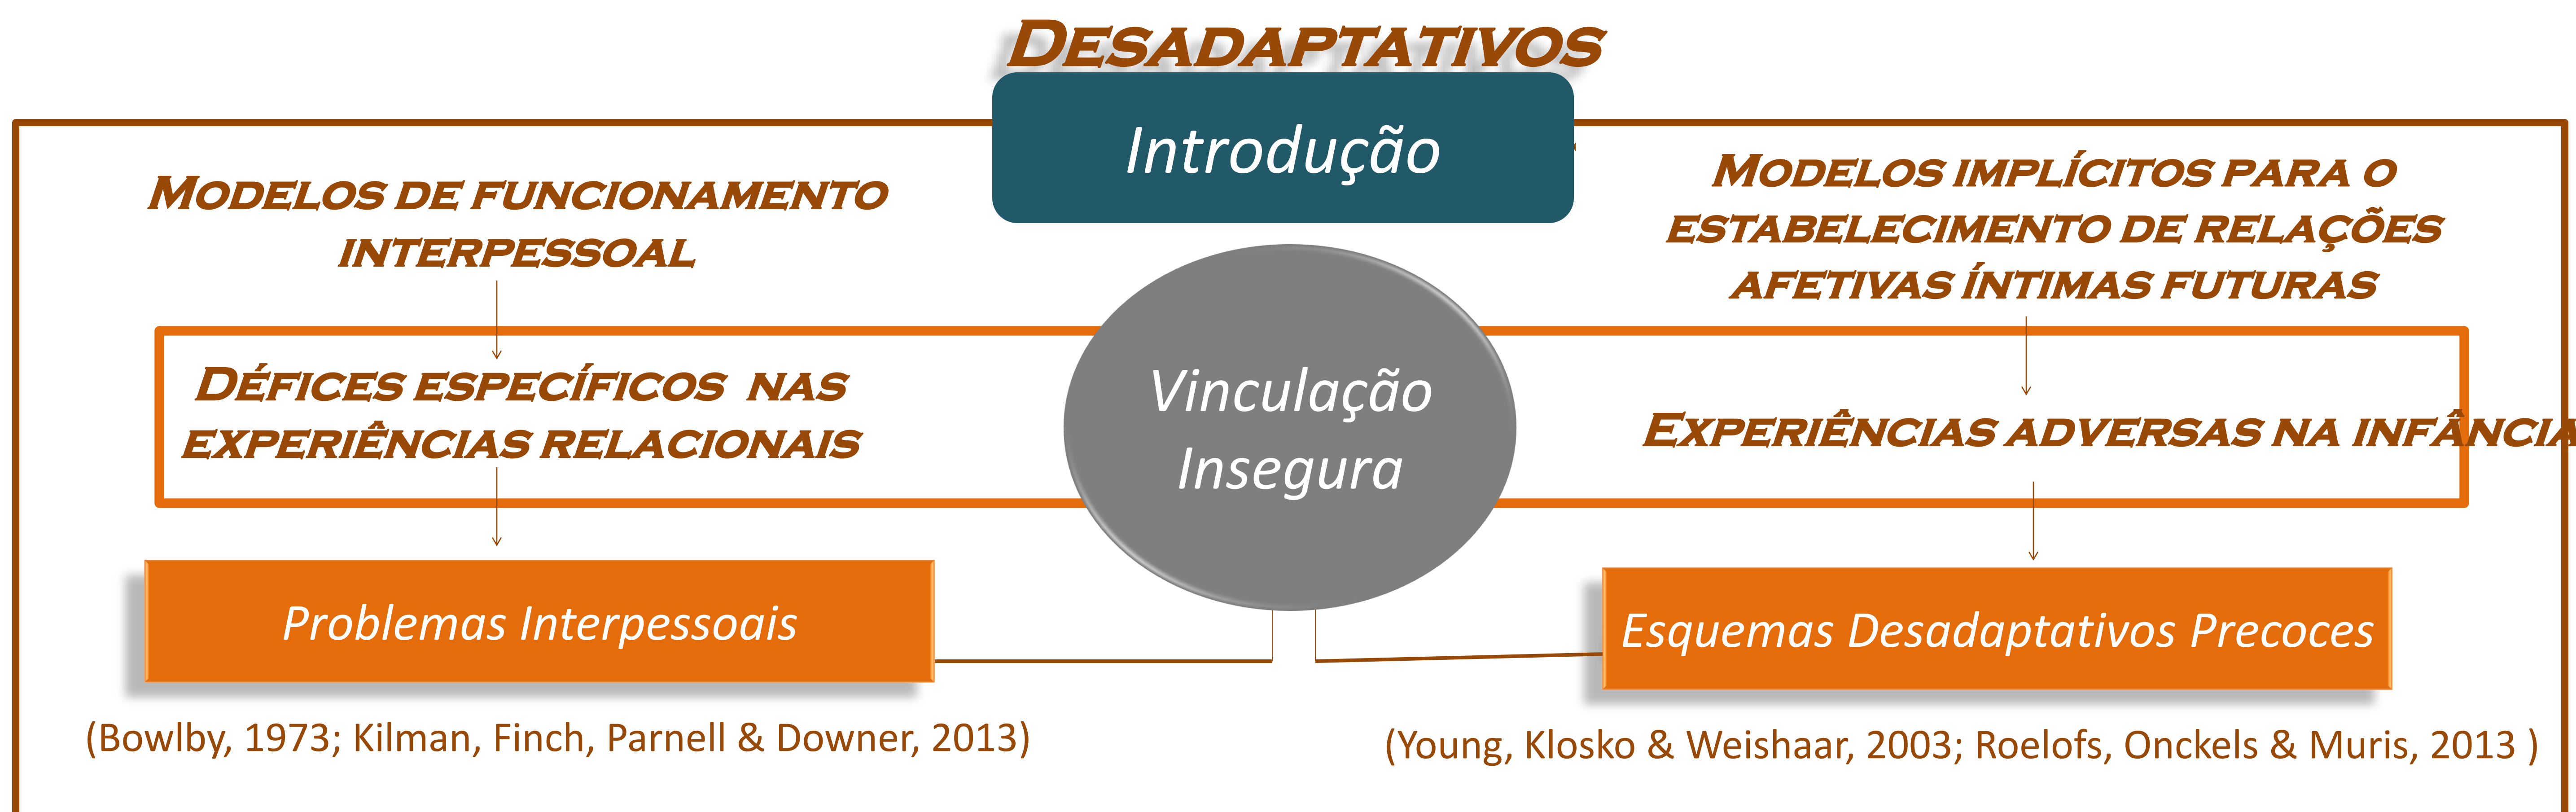 DESADAPTATIVOS
Introdução
MODELOS DE FUNCIONAMENTO
INTERPESSOAL
DÉFICES ESPECÍFICOS NAS
EXPERIÊNCIAS RELACIONAIS
Problemas Interpessoais
(Bowlby, 1973; Kilman, Finch, Parnell & Downer, 2013)
Vinculação
Insegura
MODELOS IMPLÍCITOS PARA O
ESTABELECIMENTO DE RELAÇÕES
AFETIVAS ÍNTIMAS FUTURAS
EXPERIÊNCIAS ADVERSAS NA INFÂNCIA
Esquemas Desadaptativos Precoces
(Young, Klosko & Weishaar, 2003; Roelofs, Onckels & Muris, 2013 )